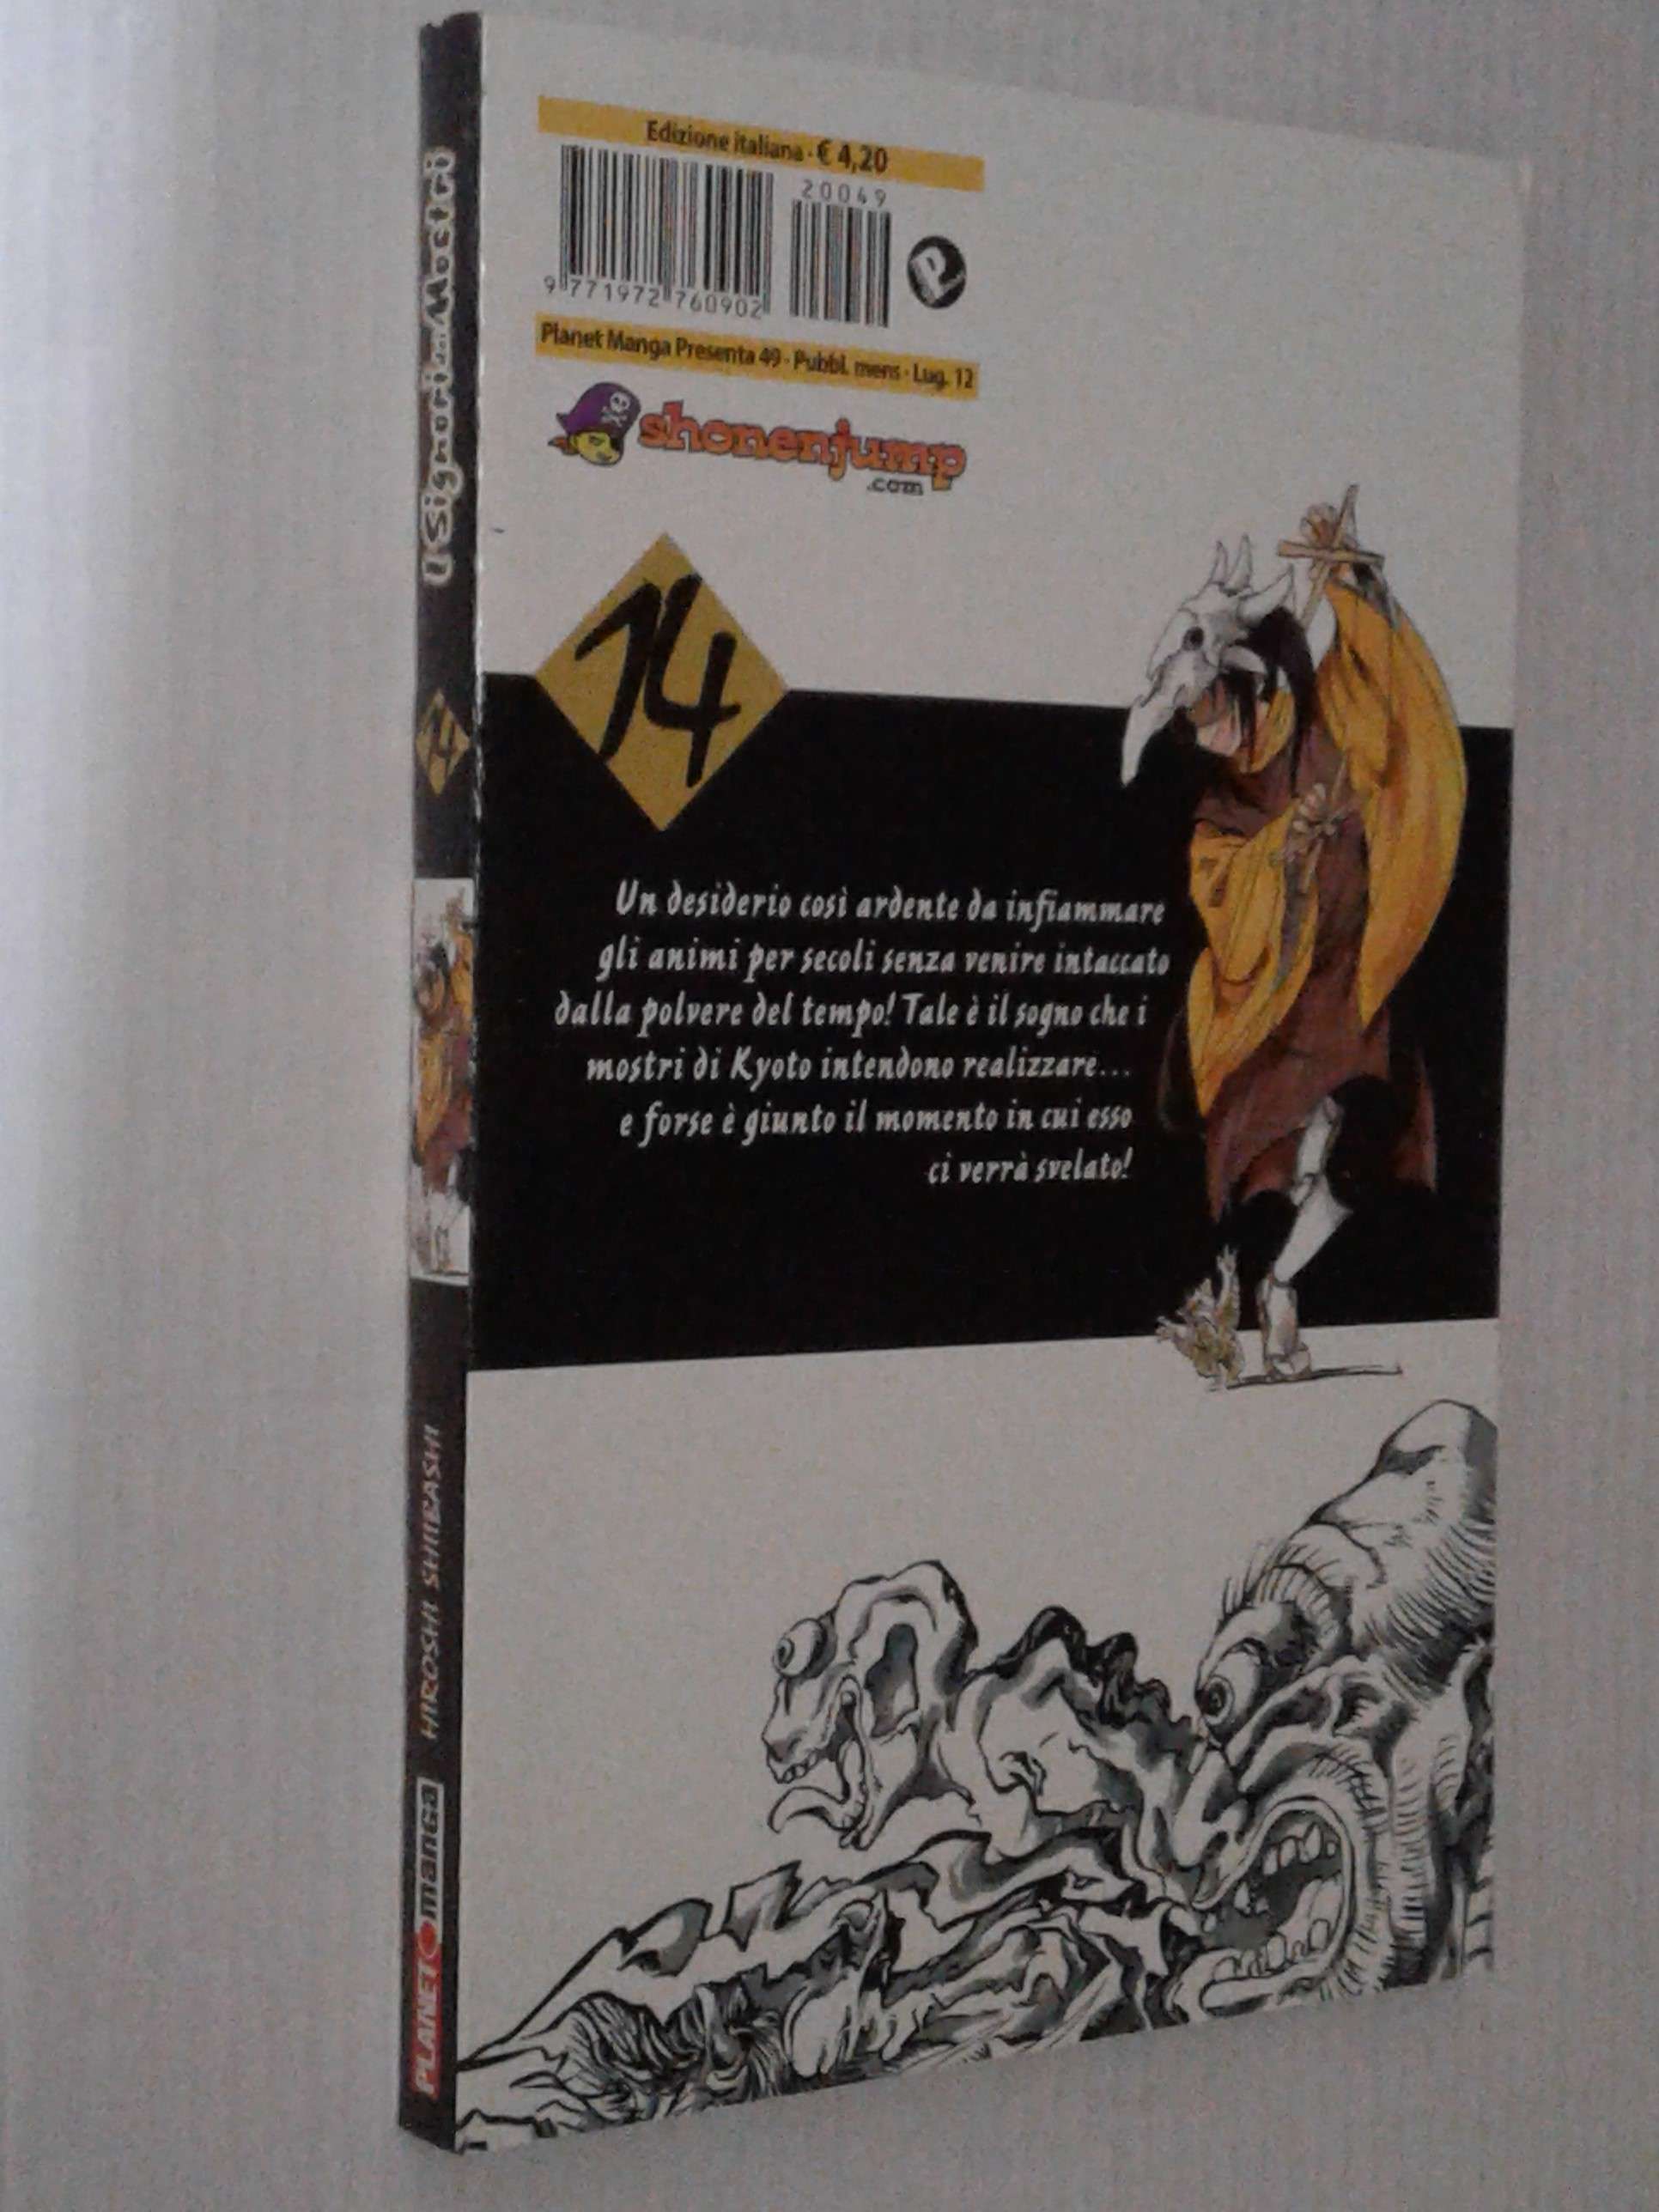 Edizione italiana · € 4,20
20049
9 771972 760902
Planet Manga Presenta 49 · Pubbl. mens · Lug. 12
shonenjump
.com
14
Un desiderio così ardente da infiammare
gli animi per secoli senza venire intaccato
dalla polvere del tempo! Tale è il sogno che i
mostri di Kyoto intendono realizzare...
e forse è giunto il momento in cui esso
ci verrà svelato!
I Signori dei Mostri
14
HIROSHI SHIIBASHI
PLANET manga